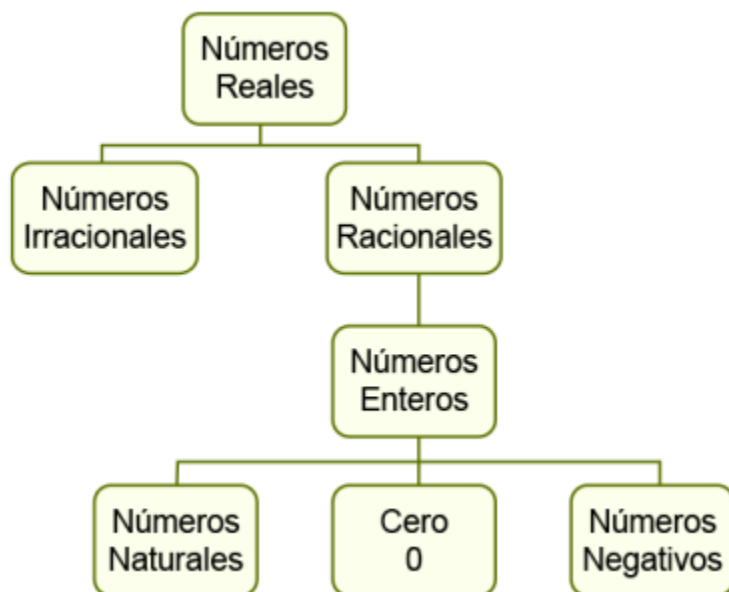 Números
Reales
Números
Irracionales
Números
Racionales
Números
Enteros
Números
Naturales
Cero
0
Números
Negativos